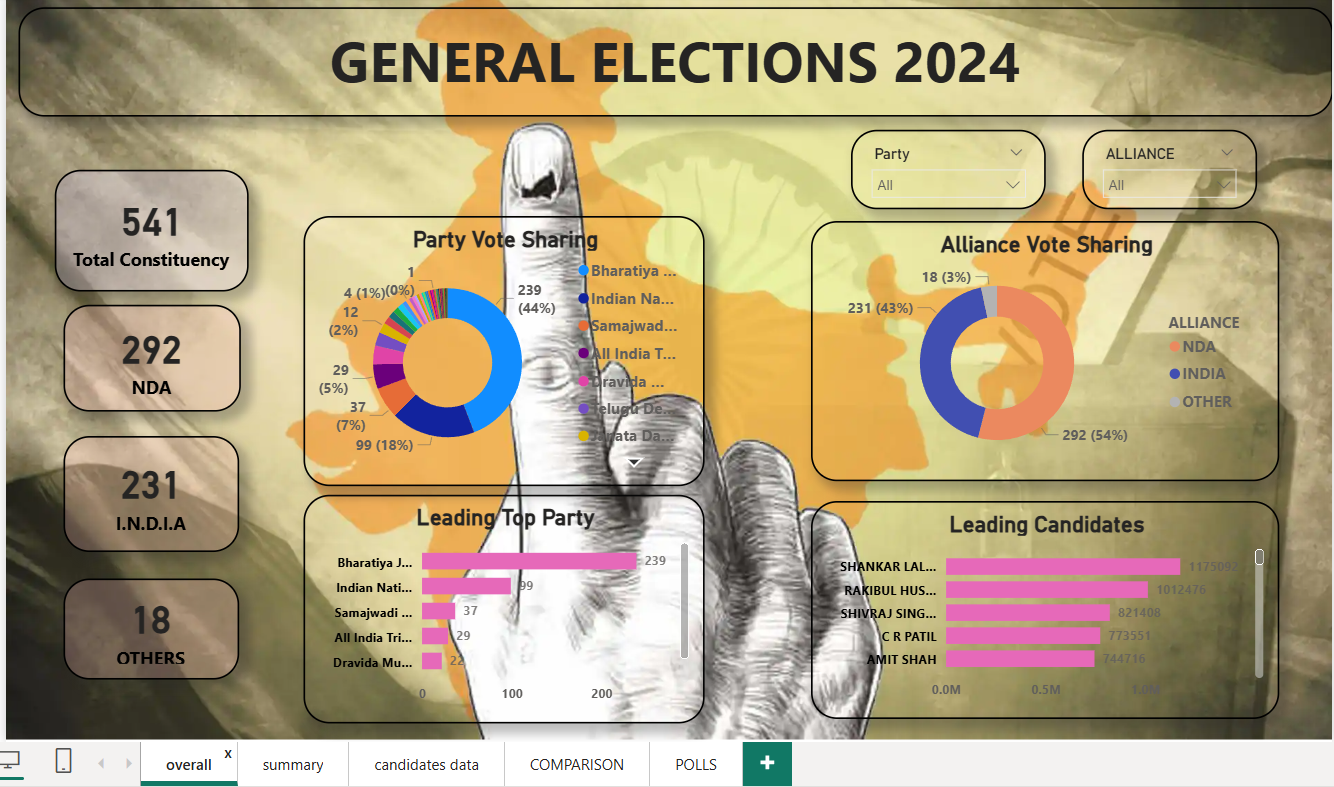 GENERAL ELECTIONS 2024
Party
All
ALLIANCE
All
541
Total Constituency
292
NDA
231
I.N.D.I.A
18
OTHERS
Party Vote Sharing
239
(44%)
99 (18%)
37
(7%)
29
(5%)
12
(2%)
4 (1%)
1
(0%)
Bharatiya ...
Indian Na...
Samajwad...
All India T...
Dravida ...
Telugu De...
Janata Da...
Alliance Vote Sharing
18 (3%)
231 (43%)
292 (54%)
ALLIANCE
NDA
INDIA
OTHER
Leading Top Party
Bharatiya J... 239
Indian Nati... 99
Samajwadi ... 37
All India Tri... 29
Dravida Mu... 22
0 100 200
Leading Candidates
SHANKAR LAL... 1175092
RAKIBUL HUS... 1012476
SHIVRAJ SING... 821408
C R PATIL 773551
AMIT SHAH 744716
0.0M 0.5M 1.0M
VOTE
overall x
summary
candidates data
COMPARISON
POLLS
+